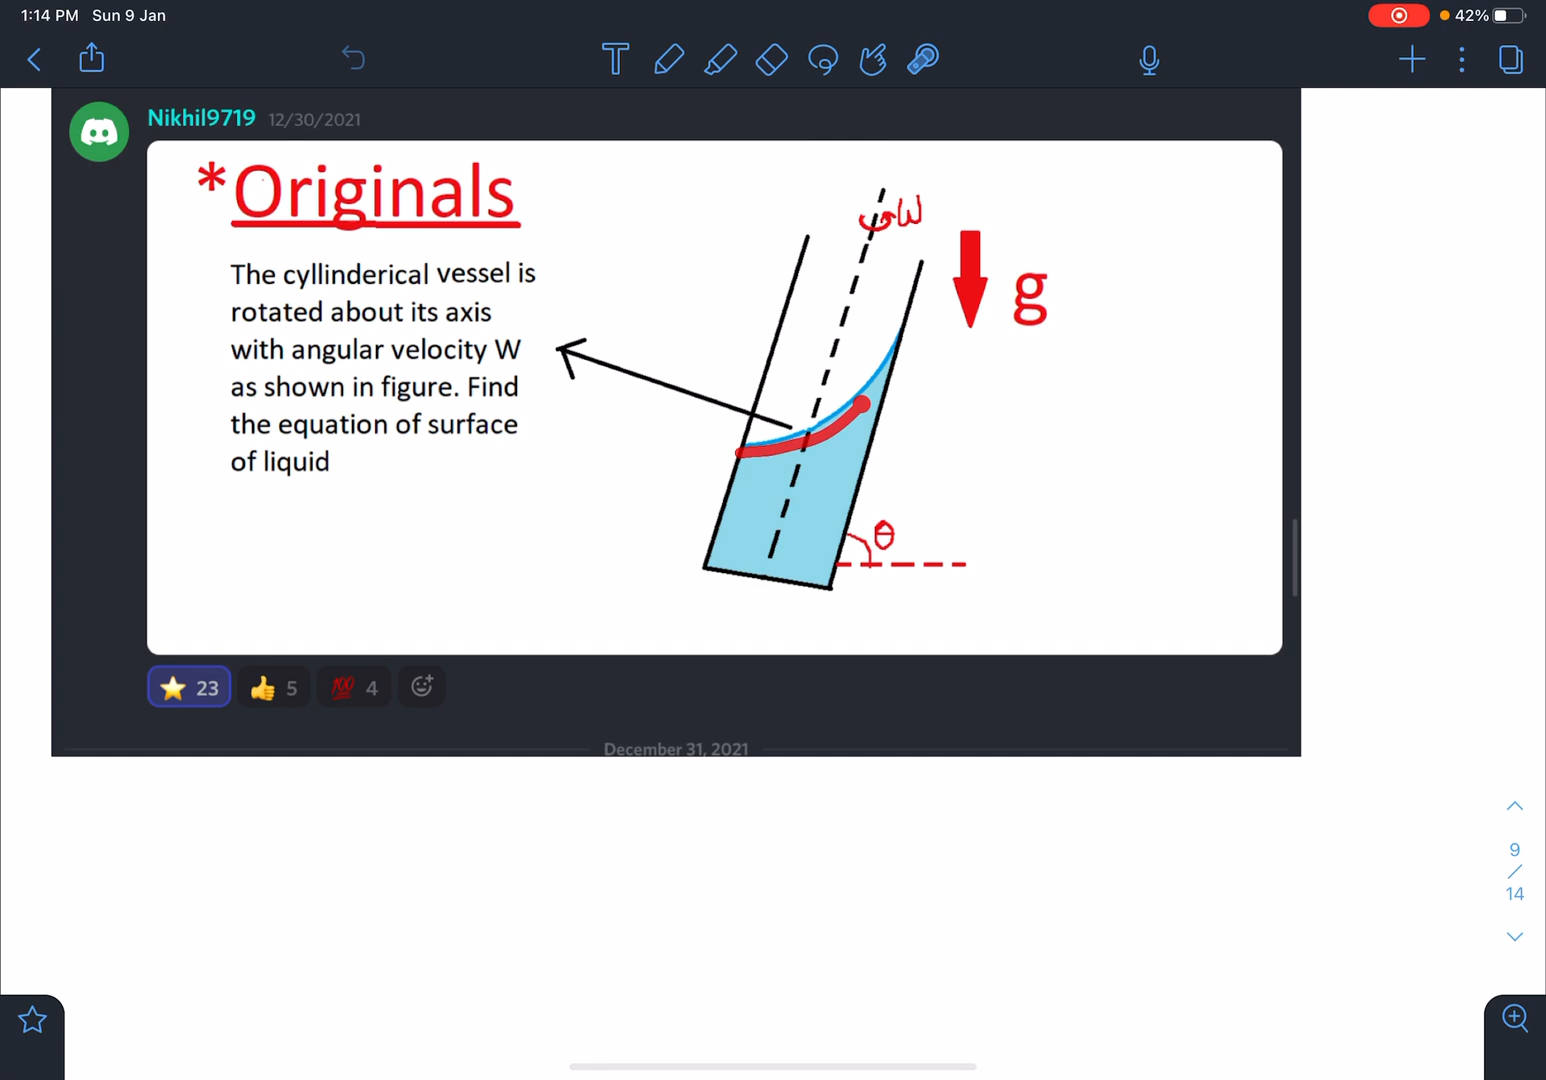 1:14 PM Sun 9 Jan
42%
T
Nikhil9719 12/30/2021
*Originals
The cyllinderical vessel is
rotated about its axis
with angular velocity W
as shown in figure. Find
the equation of surface
of liquid
W
g
θ
23
5
100 4
December 31, 2021
9
/
14